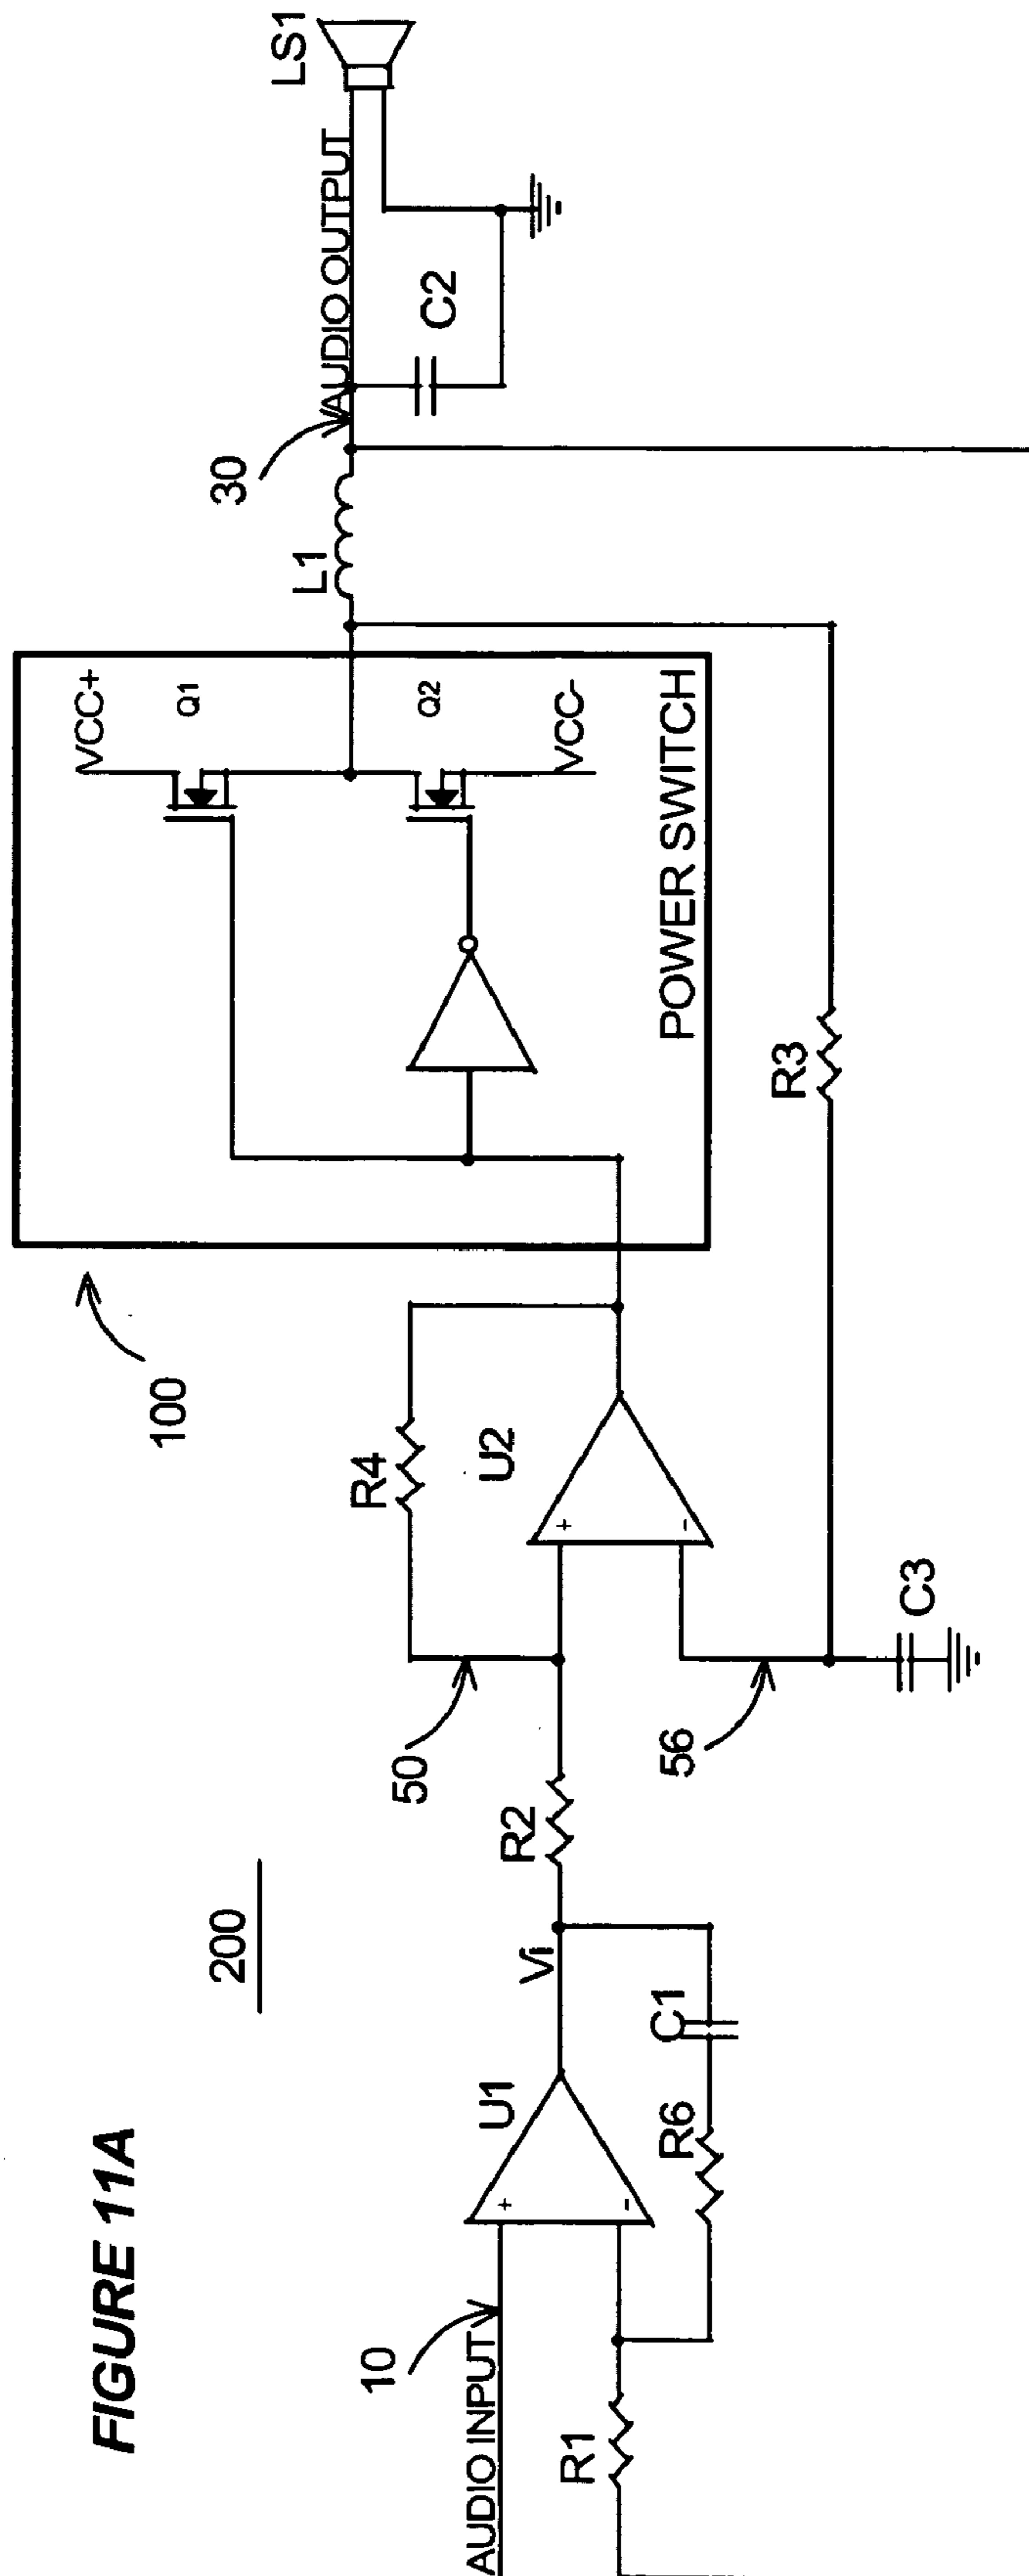 FIGURE 11A
200
100
VCC+
Q1
Q2
VCC-
POWER SWITCH
L1
30
AUDIO OUTPUT
LS1
C2
R4
U2
+
-
50
56
R3
C3
R2
Vi
U1
+
-
C1
R6
10
AUDIO INPUT
R1